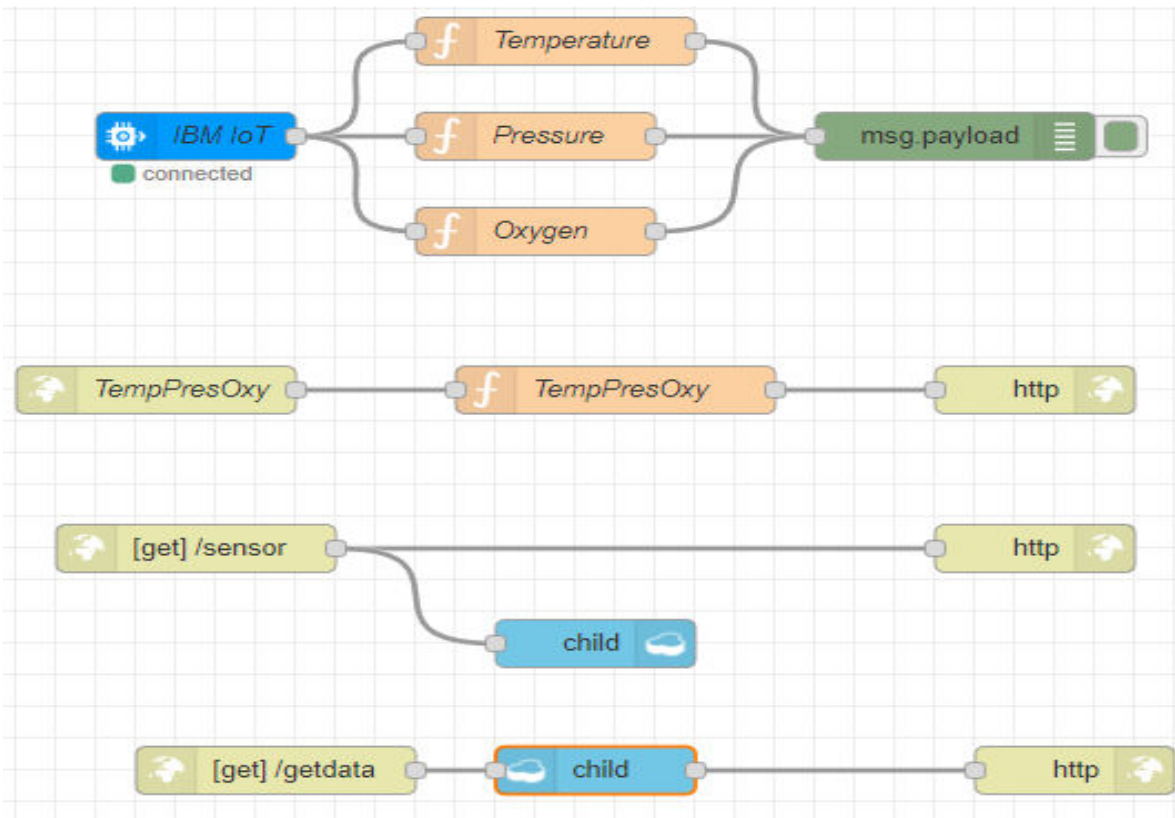 Temperature
IBM IoT
Pressure
msg.payload
connected
Oxygen
TempPresOxy
TempPresOxy
http
[get] /sensor
http
child
[get] /getdata
child
http